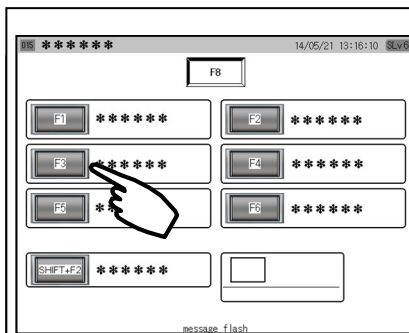 015 ****** 14/05/21 13:16:10 SLv6
F8
F1 ****** F2 ******
F3 ****** F4 ******
F5 ** F6 ******
SHIFT+F2 ******
message flash